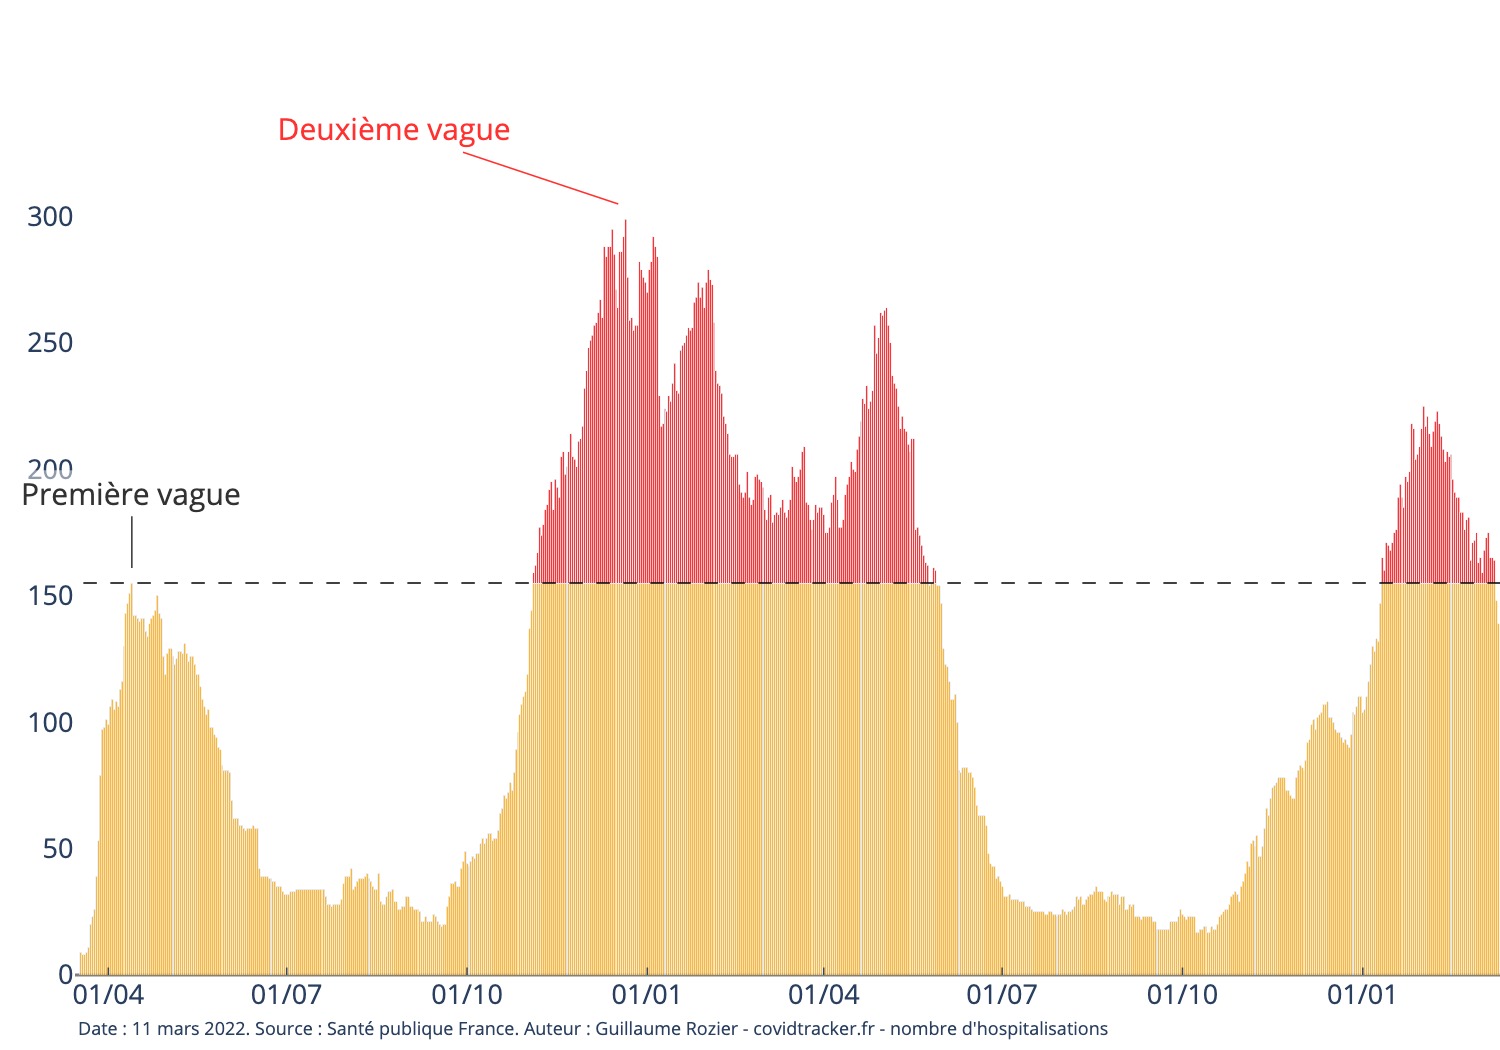 Deuxième vague
300
250
200
Première vague
150
100
50
0
01/04 01/07 01/10 01/01 01/04 01/07 01/10 01/01
Date : 11 mars 2022. Source : Santé publique France. Auteur : Guillaume Rozier - covidtracker.fr - nombre d'hospitalisations